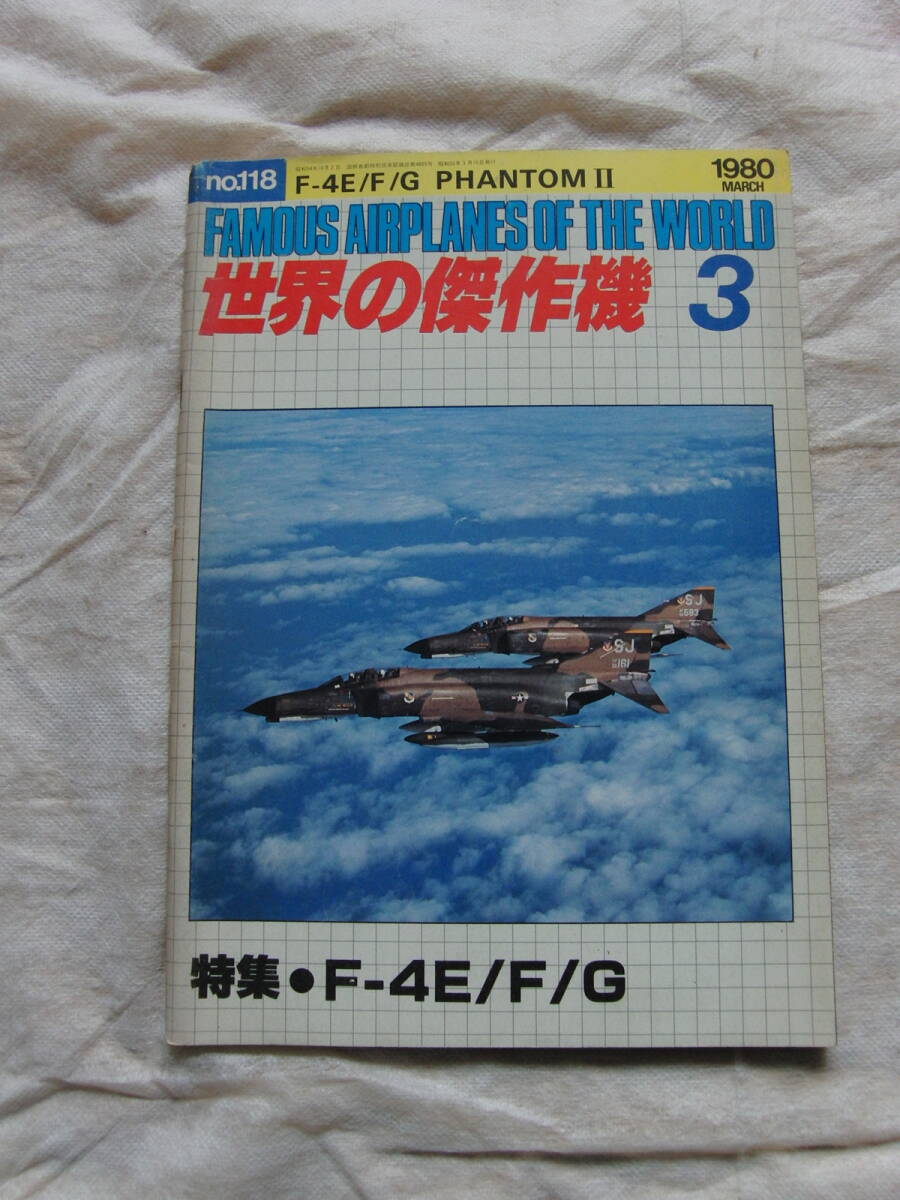 no.118 F-4E/F/G PHANTOM II 1980
MARCH
FAMOUS AIRPLANES OF THE WORLD
世界の傑作機 3
SJ
683
SJ
161
特集●F-4E/F/G